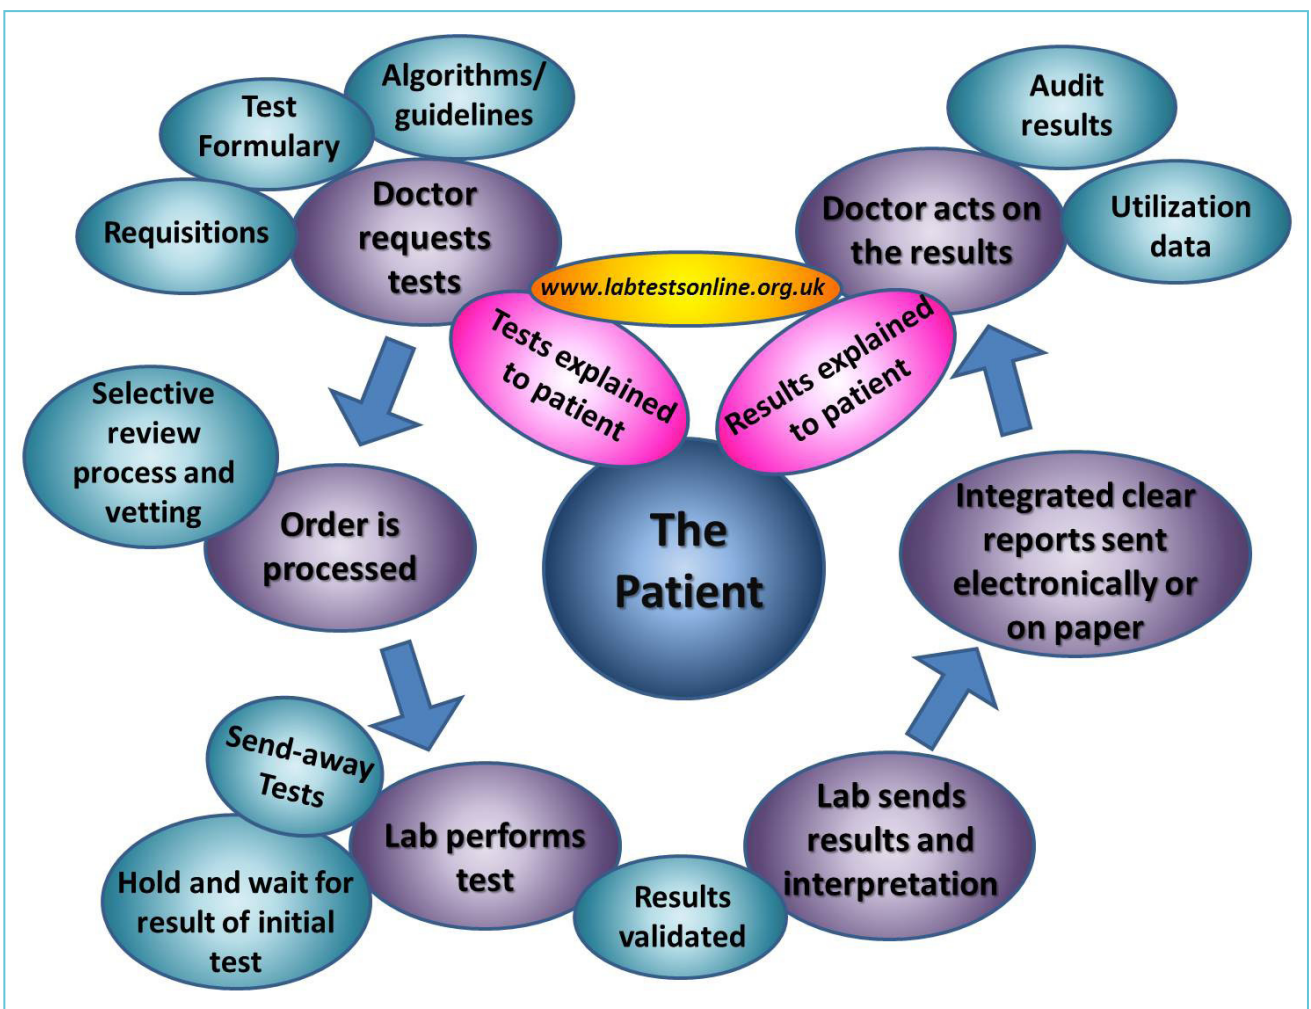 Algorithms/
guidelines
Test
Formulary
Requisitions
Doctor
requests
tests
Audit
results
Utilization
data
Doctor acts on
the results
www.labtestsonline.org.uk
Tests explained
to patient
Results explained
to patient
The
Patient
Selective
review
process and
vetting
Order is
processed
Send-away
Tests
Hold and wait for
result of initial
test
Lab performs
test
Results
validated
Lab sends
results and
interpretation
Integrated clear
reports sent
electronically or
on paper